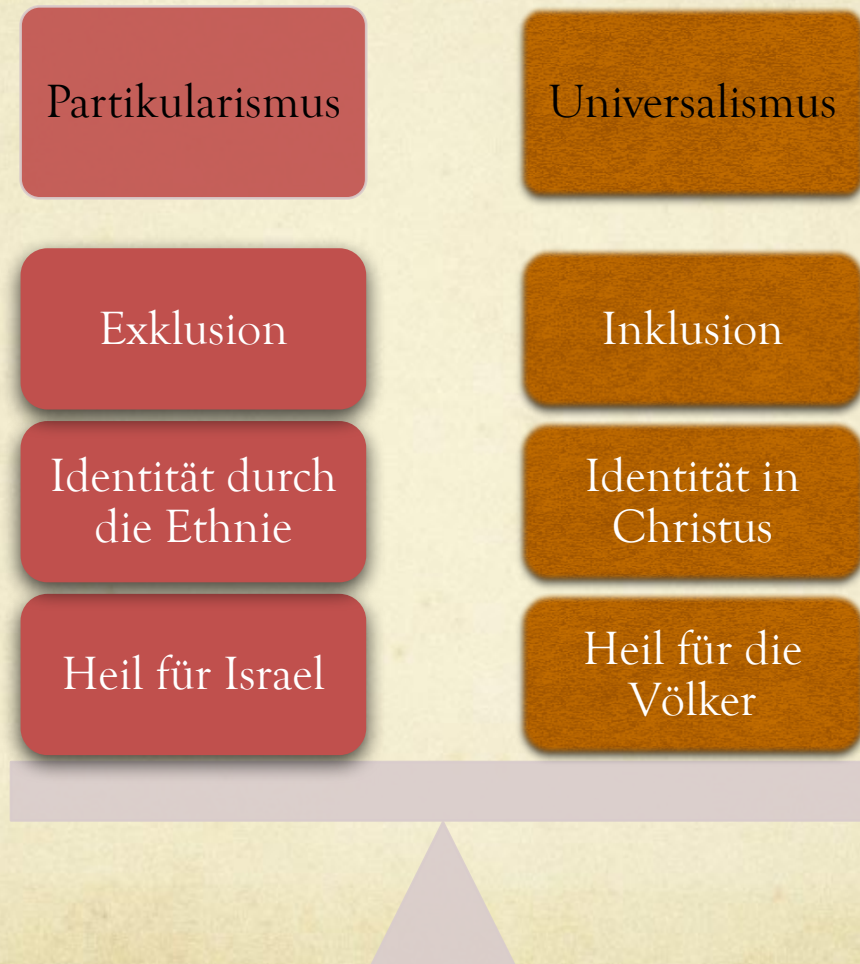 Partikularismus
Universalismus
Exklusion
Inklusion
Identität durch
die Ethnie
Identität in
Christus
Heil für Israel
Heil für die
Völker